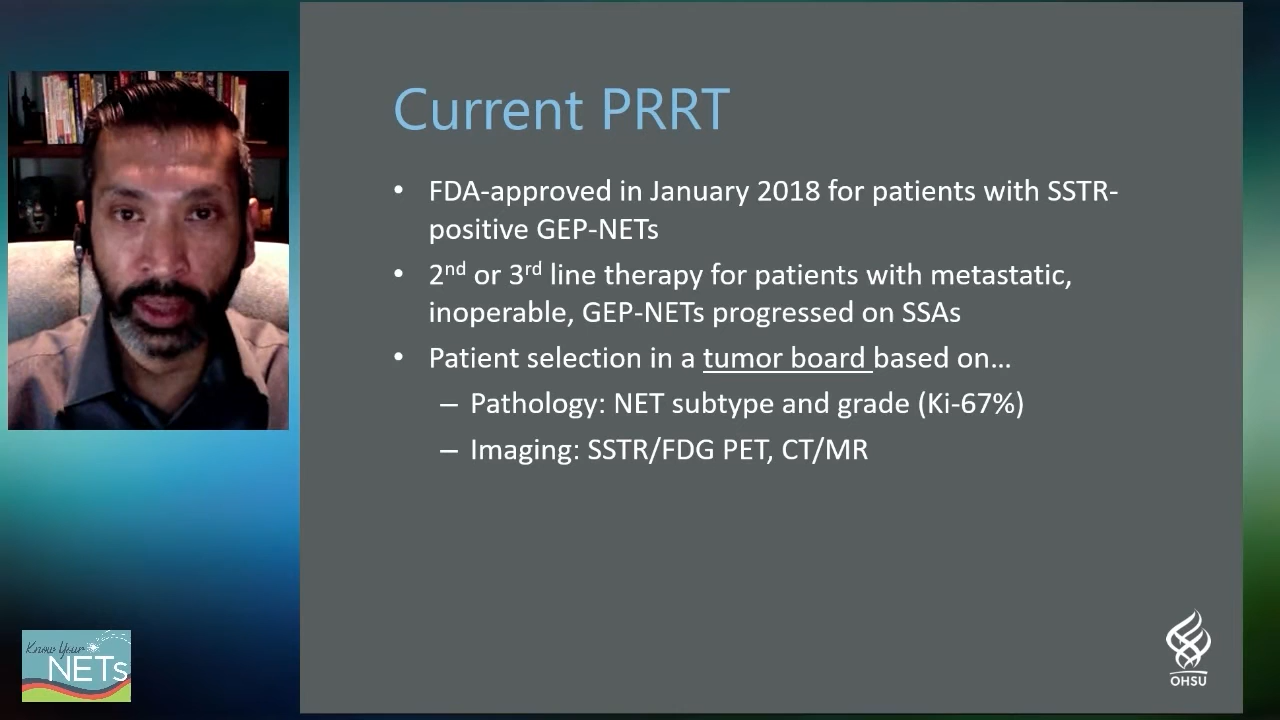 Current PRRT
• FDA-approved in January 2018 for patients with SSTR-
positive GEP-NETs
• 2nd or 3rd line therapy for patients with metastatic,
inoperable, GEP-NETs progressed on SSAs
• Patient selection in a tumor board based on…
– Pathology: NET subtype and grade (Ki-67%)
– Imaging: SSTR/FDG PET, CT/MR
Know Your
NETs
OHSU